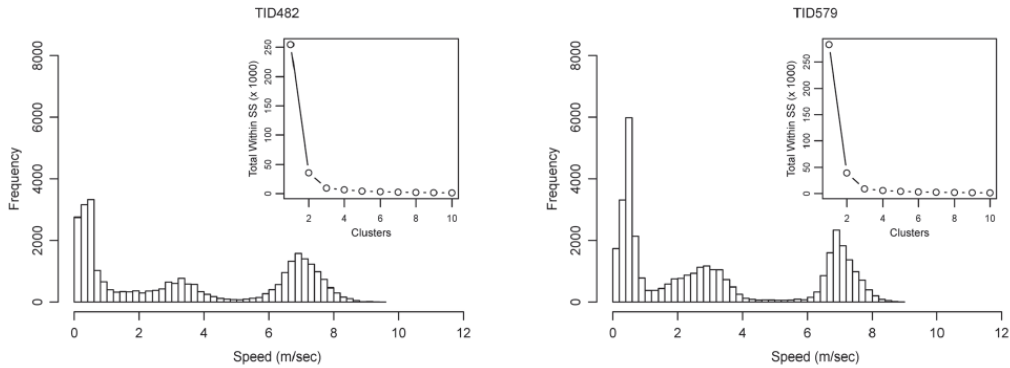 TID482
8000
6000
4000
2000
0
Frequency
0 2 4 6 8 10 12
Speed (m/sec)
250
200
150
100
50
0
Total Within SS (x 1000)
2 4 6 8 10
Clusters
TID579
8000
6000
4000
2000
0
Frequency
0 2 4 6 8 10 12
Speed (m/sec)
250
200
150
100
50
0
Total Within SS (x 1000)
2 4 6 8 10
Clusters